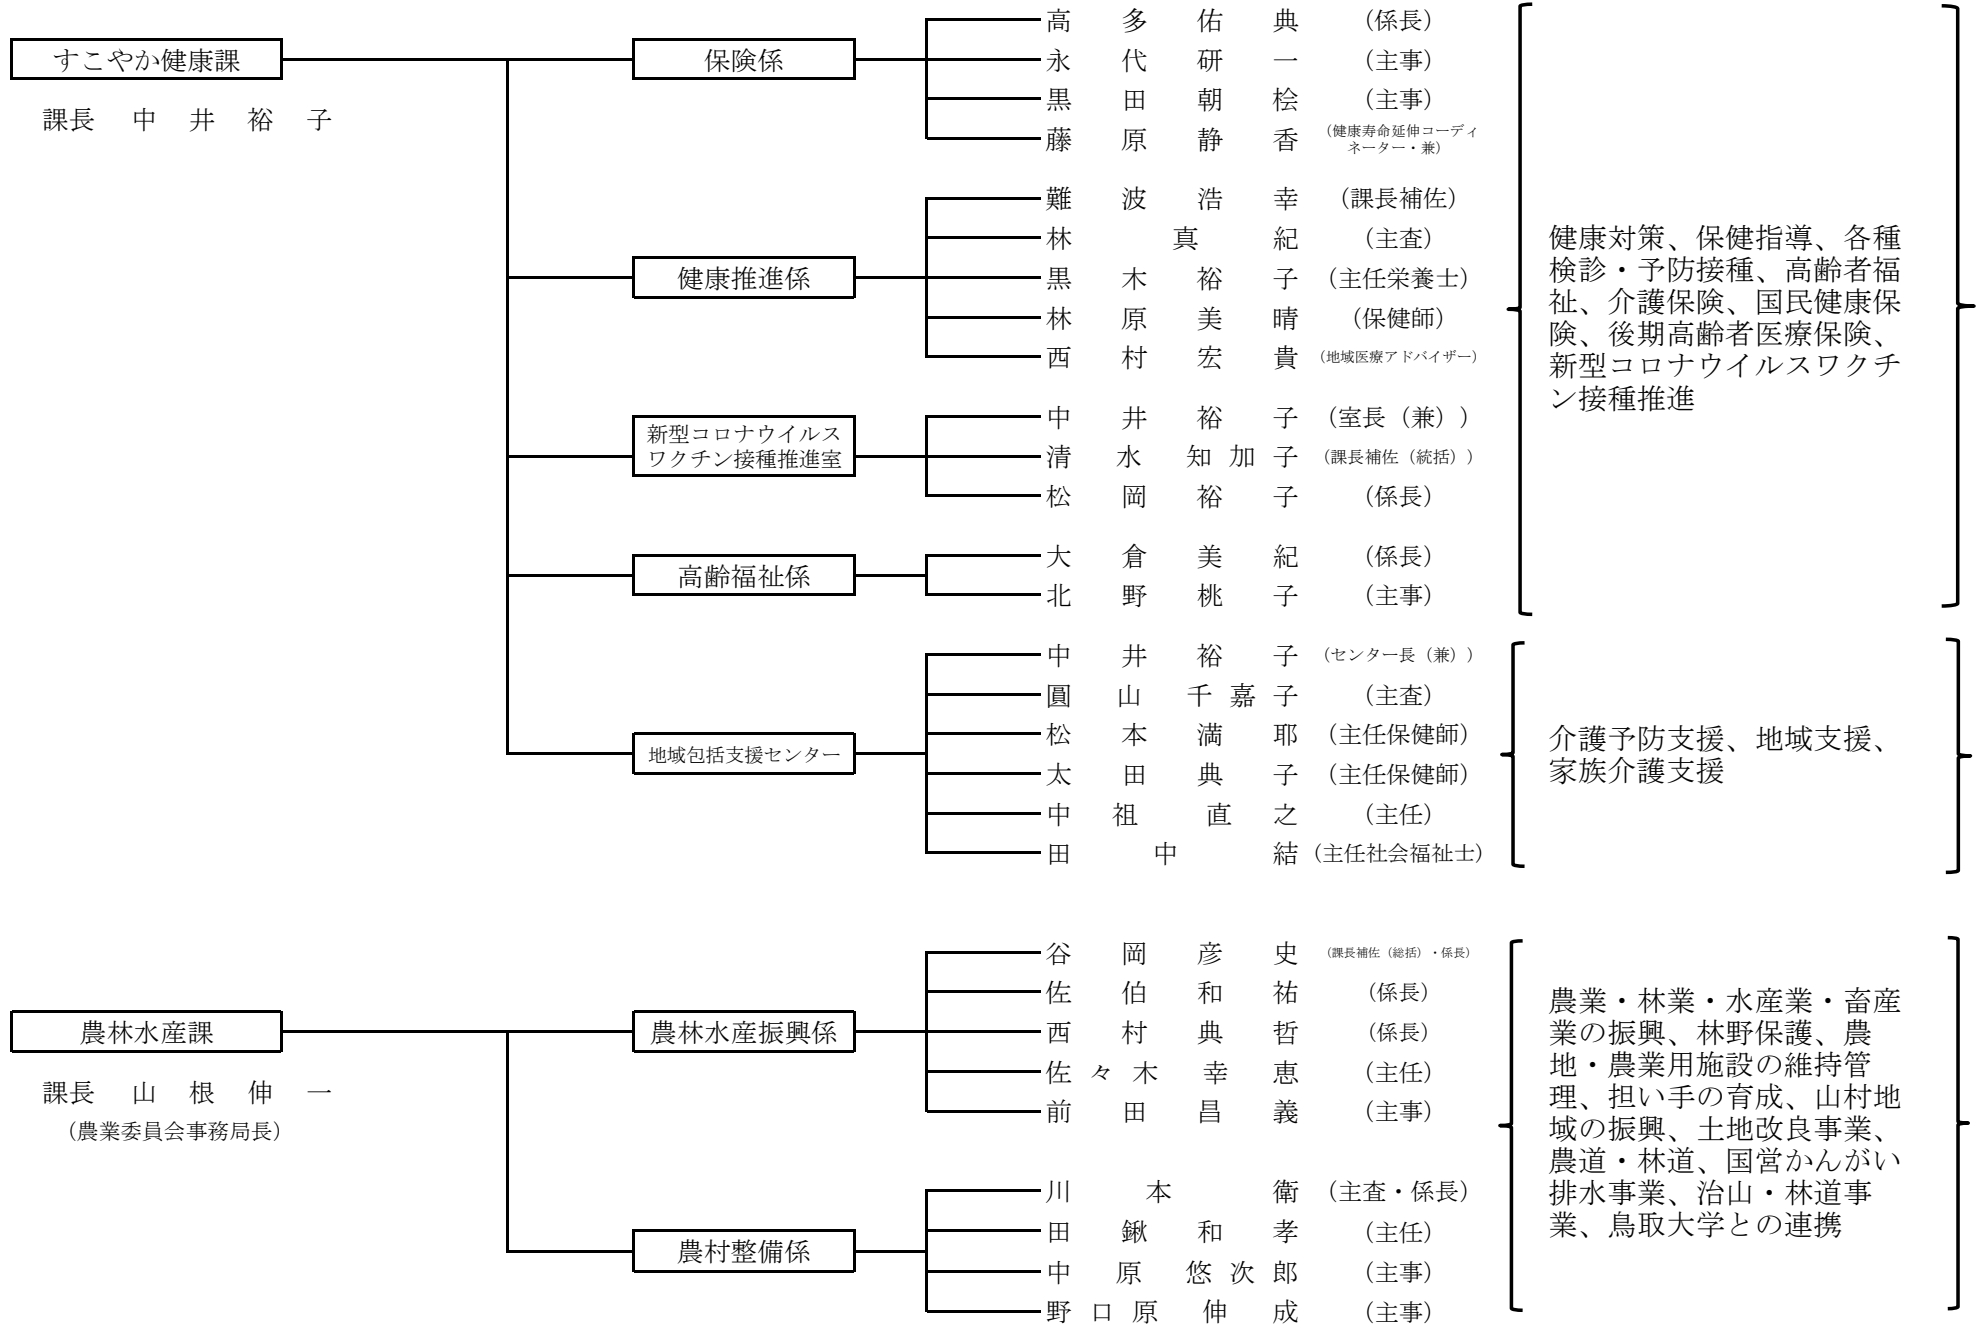 すこやか健康課
課長 中井裕子
保険係
高多佑典 (係長)
永代研一 (主事)
黒田朝桧 (主事)
藤原静香 (健康寿命延伸コーディ
ネーター・兼)
健康推進係
難波浩幸 (課長補佐)
林真紀 (主査)
黒木裕子 (主任栄養士)
林原美晴 (保健師)
西村宏貴 (地域医療アドバイザー)
新型コロナウイルス
ワクチン接種推進室
中井裕子 (室長(兼))
清水知加子 (課長補佐(統括))
松岡裕子 (係長)
高齢福祉係
大倉美紀 (係長)
北野桃子 (主事)
健康対策、保健指導、各種
検診・予防接種、高齢者福
祉、介護保険、国民健康保
険、後期高齢者医療保険、
新型コロナウイルスワクチ
ン接種推進
地域包括支援センター
中井裕子 (センター長(兼))
圓山千嘉子 (主査)
松本満耶 (主任保健師)
太田典子 (主任保健師)
中祖直之 (主任)
田中結 (主任社会福祉士)
介護予防支援、地域支援、
家族介護支援
農林水産課
課長 山根伸一
(農業委員会事務局長)
農林水産振興係
谷岡彦史 (課長補佐(総括)・係長)
佐伯和祐 (係長)
西村典哲 (係長)
佐々木幸恵 (主任)
前田昌義 (主事)
農村整備係
川本衛 (主査・係長)
田鍬和孝 (主任)
中原悠次郎 (主事)
野口原伸成 (主事)
農業・林業・水産業・畜産
業の振興、林野保護、農
地・農業用施設の維持管
理、担い手の育成、山村地
域の振興、土地改良事業、
農道・林道、国営かんがい
排水事業、治山・林道事
業、鳥取大学との連携